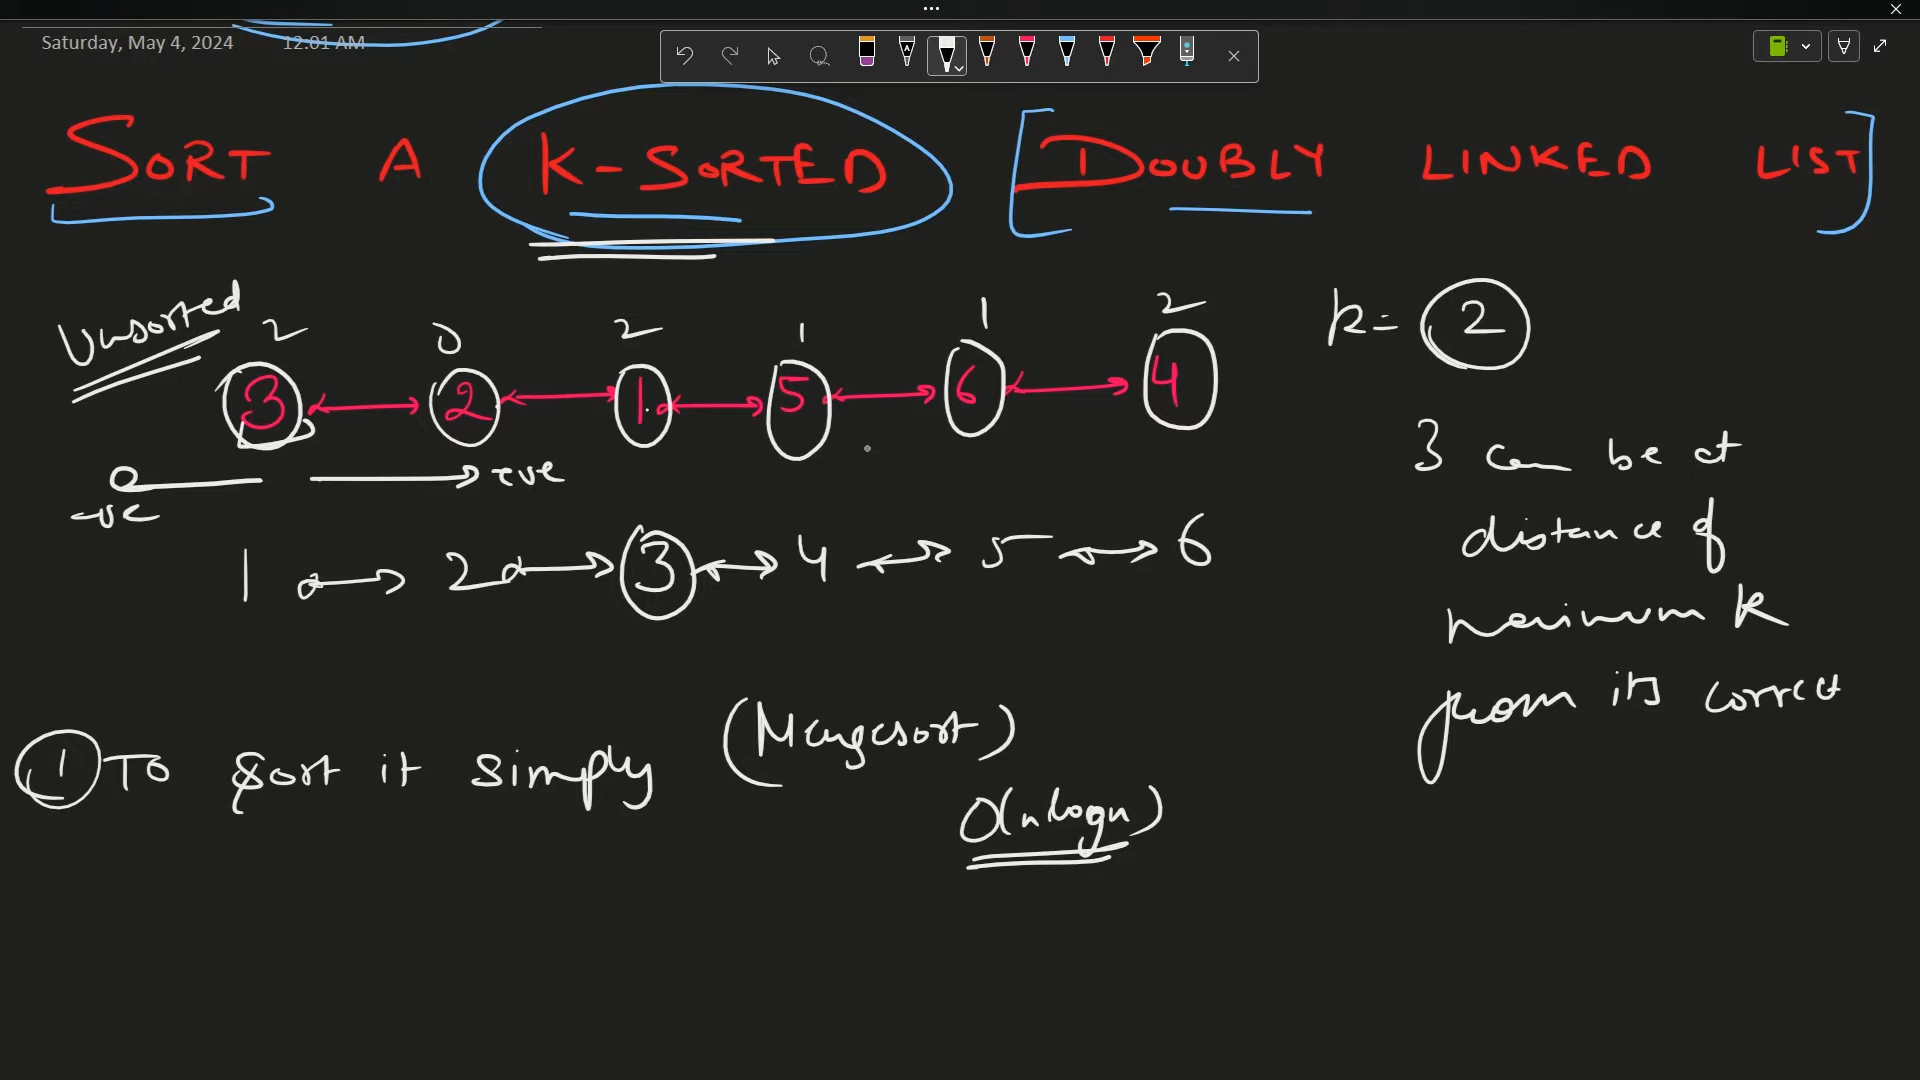 Saturday, May 4, 2024 12:01 AM
SORT A K-SORTED [DOUBLY LINKED LIST]
Unsorted
2 0 2 1 1 2
3 2 1 5 6 4
k = 2
-ve +ve
1 2 3 4 5 6
3 can be at
distance of
maximum k
from its correct
1 TO sort it simply (Mergesort)
O(nlogn)